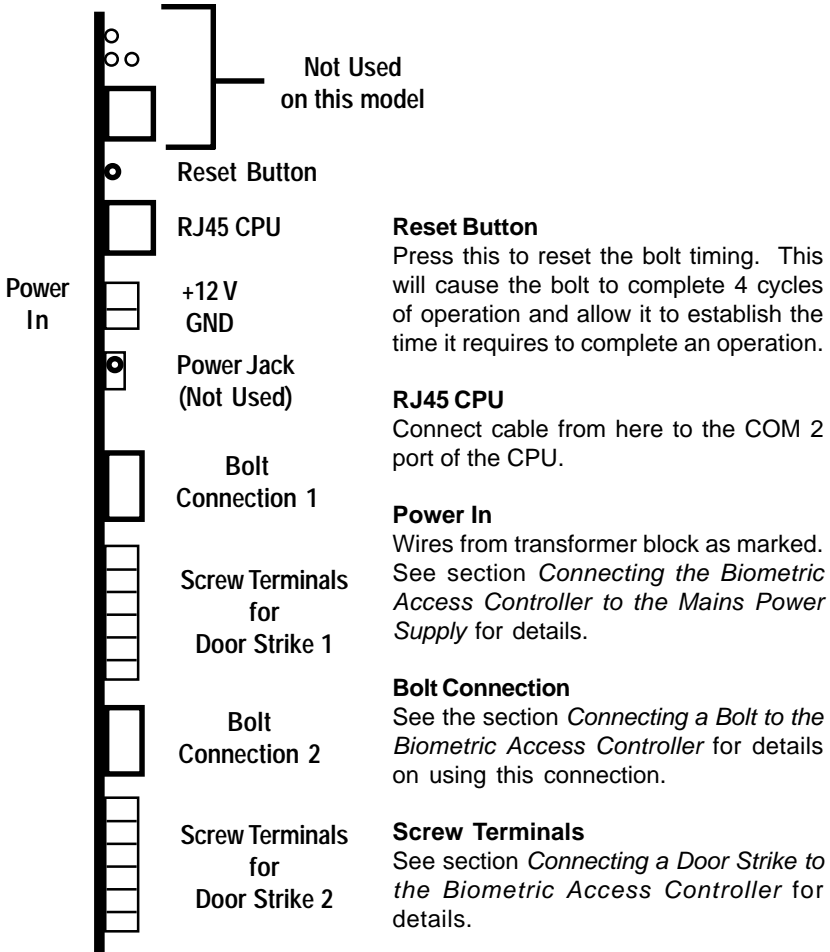 Not Used
on this model
Reset Button
RJ45 CPU
Power
In
+12 V
GND
Power Jack
(Not Used)
Bolt
Connection 1
Screw Terminals
for
Door Strike 1
Bolt
Connection 2
Screw Terminals
for
Door Strike 2
Reset Button
Press this to reset the bolt timing. This
will cause the bolt to complete 4 cycles
of operation and allow it to establish the
time it requires to complete an operation.
RJ45 CPU
Connect cable from here to the COM 2
port of the CPU.
Power In
Wires from transformer block as marked.
See section Connecting the Biometric
Access Controller to the Mains Power
Supply for details.
Bolt Connection
See the section Connecting a Bolt to the
Biometric Access Controller for details
on using this connection.
Screw Terminals
See section Connecting a Door Strike to
the Biometric Access Controller for
details.